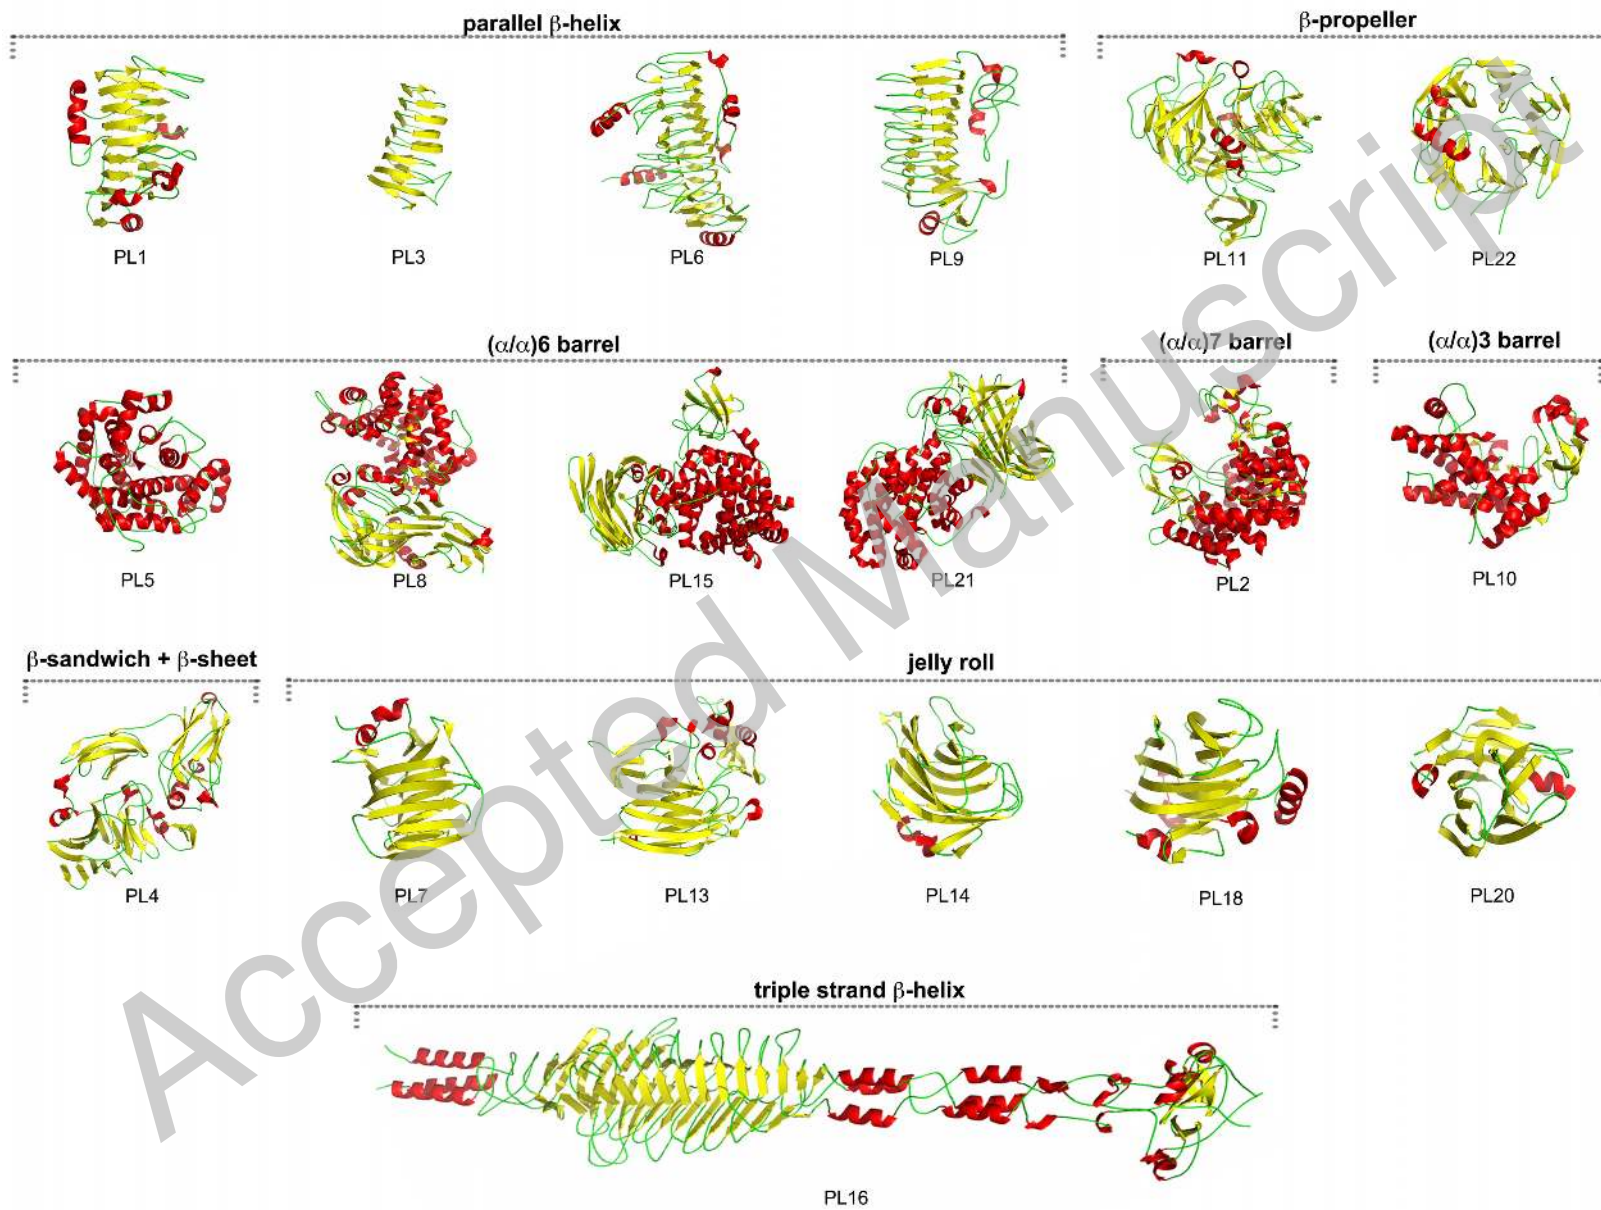 parallel β-helix
β-propeller
PL1
PL3
PL6
PL9
PL11
PL22
(α/α)6 barrel
(α/α)7 barrel
(α/α)3 barrel
PL5
PL8
PL15
PL21
PL2
PL10
β-sandwich + β-sheet
jelly roll
PL4
PL7
PL13
PL14
PL18
PL20
triple strand β-helix
PL16
Accepted Manuscript